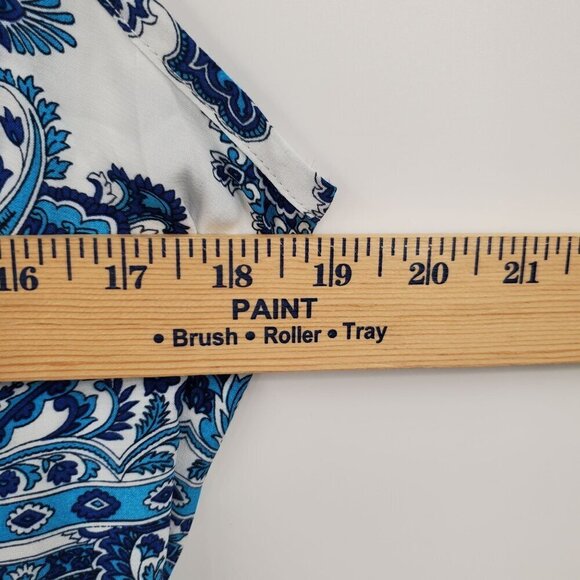 16 17 18 19 20 21
PAINT
• Brush • Roller • Tray